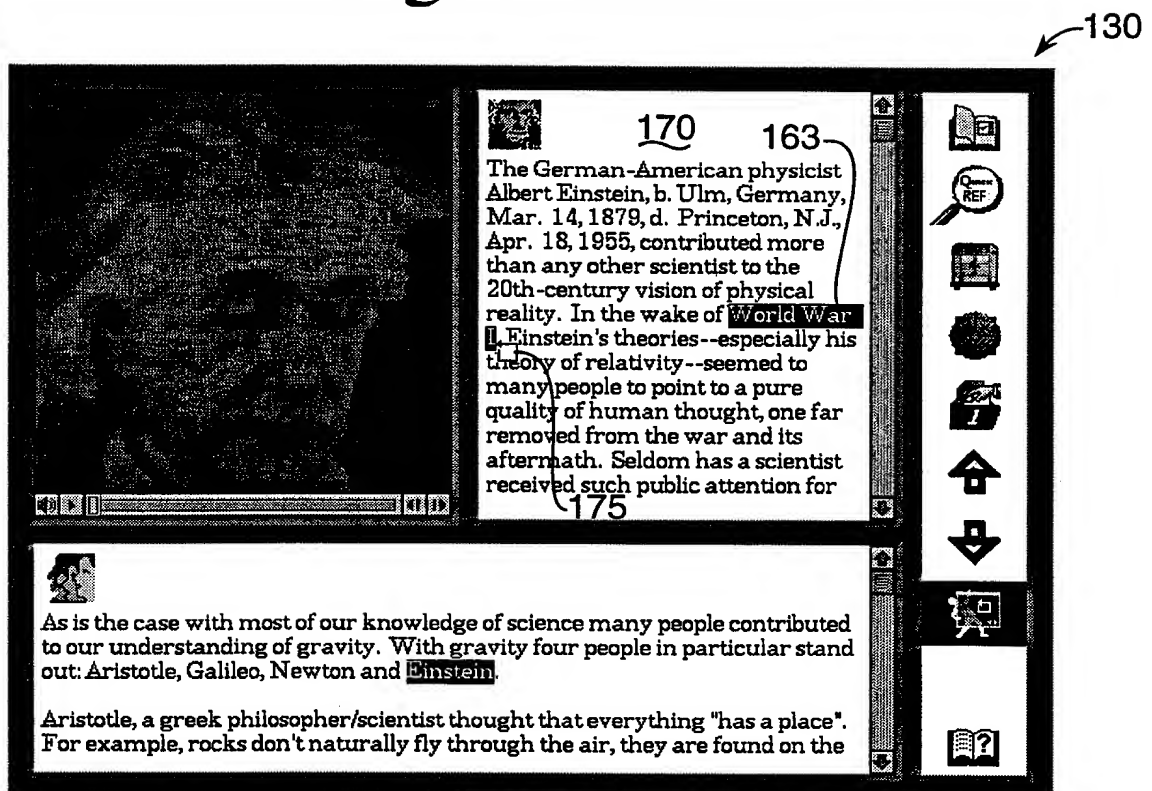 130
170
163
The German-American physicist
Albert Einstein, b. Ulm, Germany,
Mar. 14, 1879, d. Princeton, N.J.,
Apr. 18, 1955, contributed more
than any other scientist to the
20th-century vision of physical
reality. In the wake of World War
I, Einstein's theories--especially his
theory of relativity--seemed to
many people to point to a pure
quality of human thought, one far
removed from the war and its
aftermath. Seldom has a scientist
received such public attention for
175
As is the case with most of our knowledge of science many people contributed
to our understanding of gravity. With gravity four people in particular stand
out: Aristotle, Galileo, Newton and Einstein.
Aristotle, a greek philosopher/scientist thought that everything "has a place".
For example, rocks don't naturally fly through the air, they are found on the
REF
1
?